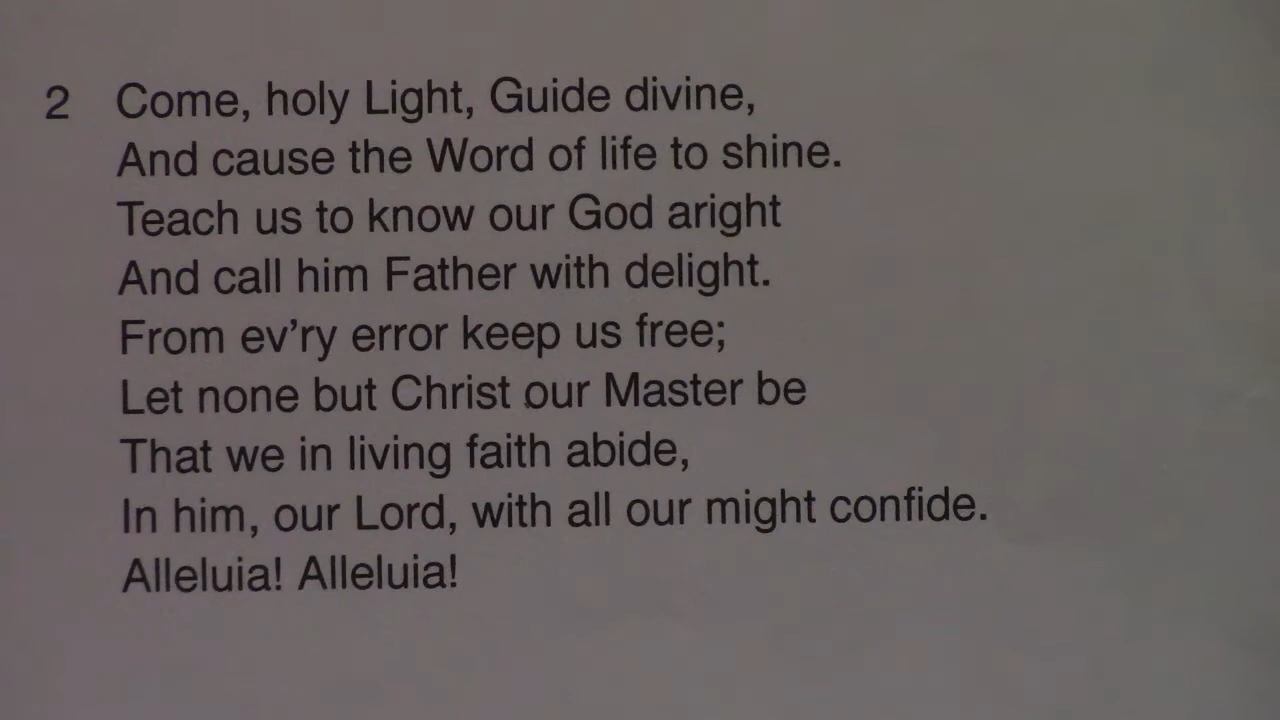 2 Come, holy Light, Guide divine,
And cause the Word of life to shine.
Teach us to know our God aright
And call him Father with delight.
From ev’ry error keep us free;
Let none but Christ our Master be
That we in living faith abide,
In him, our Lord, with all our might confide.
Alleluia! Alleluia!